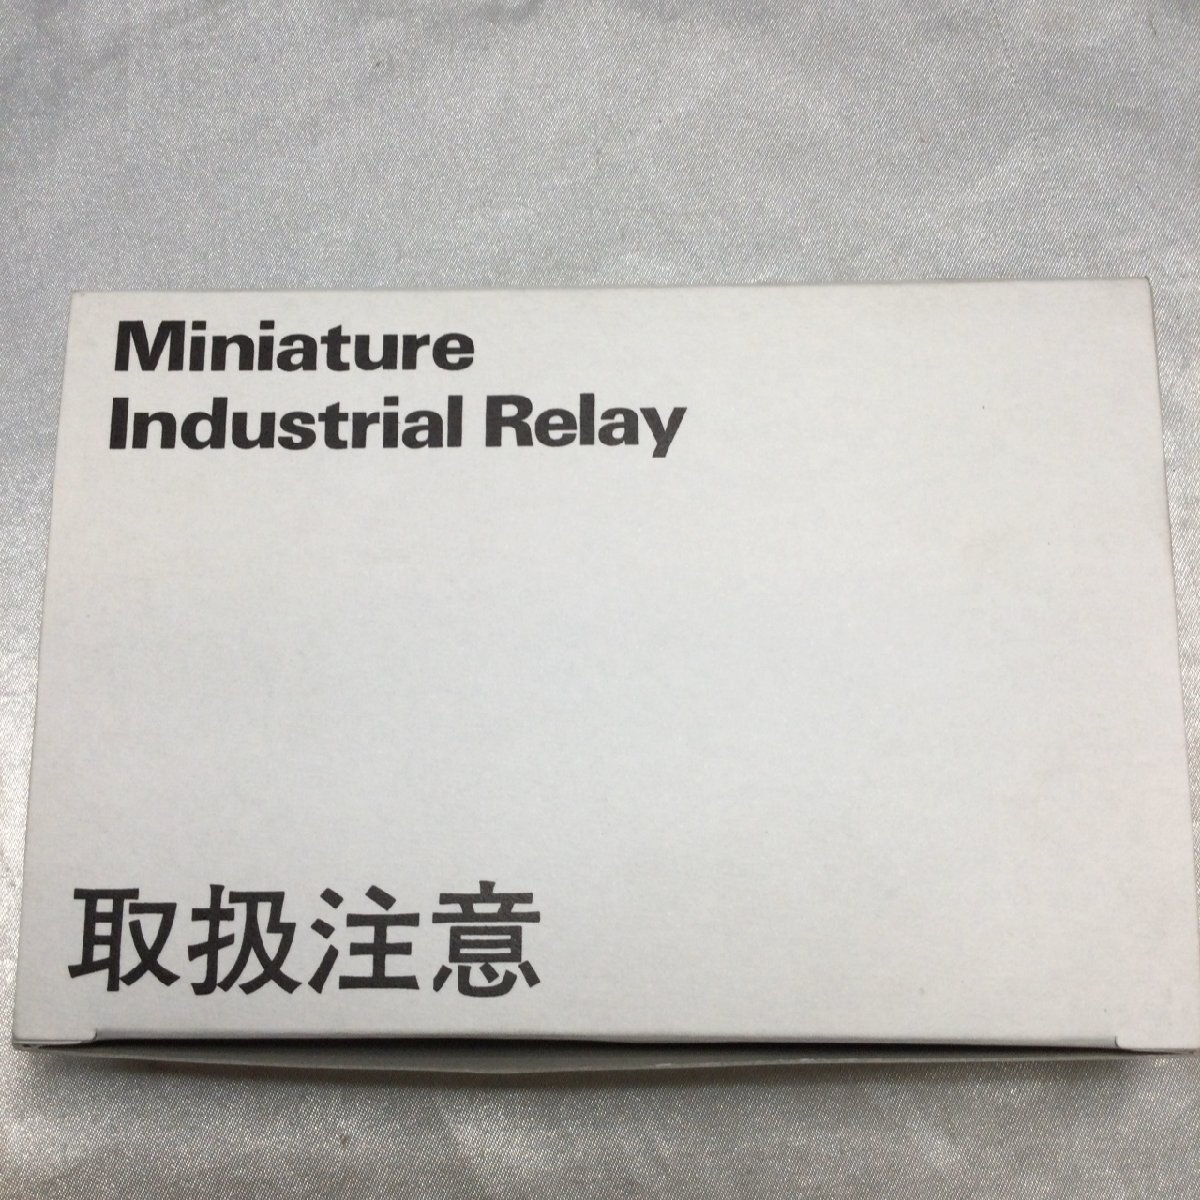 Miniature
Industrial Relay
取扱注意